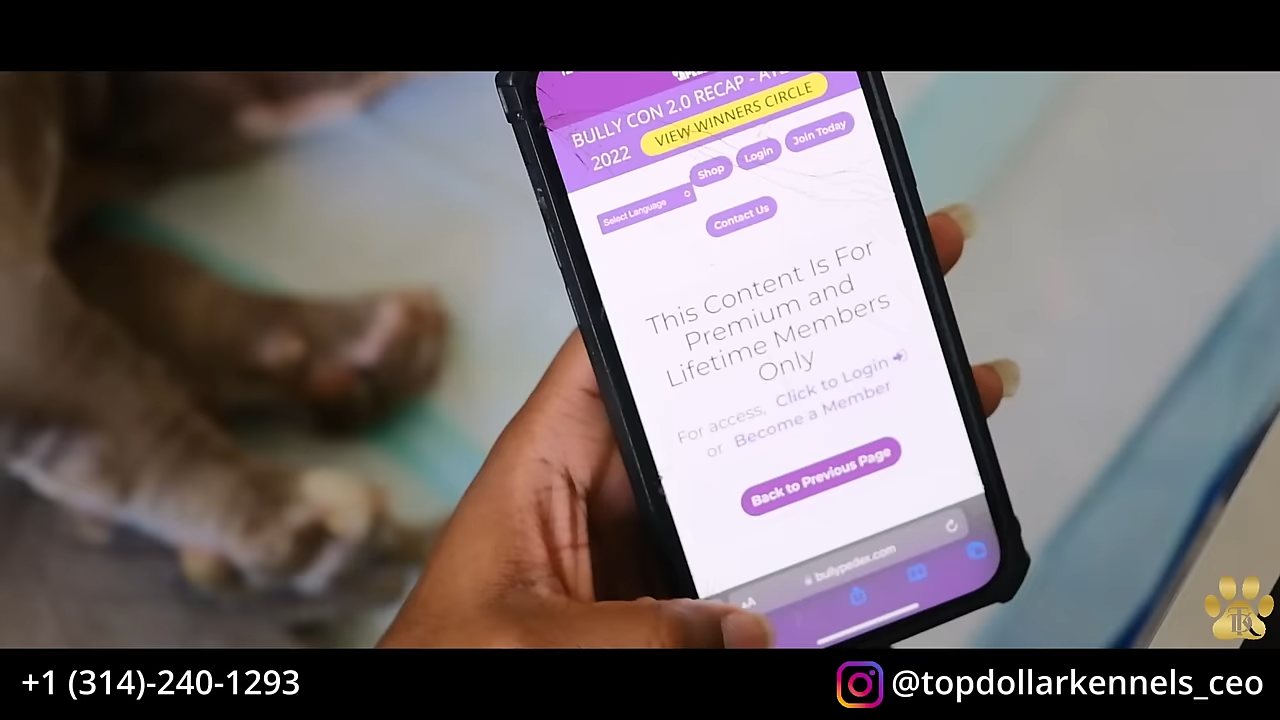 BULLY CON 2.0 RECAP -
2022 VIEW WINNERS CIRCLE
Shop Login Join Today
Select Language
Contact Us
This Content Is For
Premium and
Lifetime Members
Only
For access, Click to Login
or Become a Member
Back to Previous Page
AA bullypedex.com
+1 (314)-240-1293
@topdollarkennels_ceo